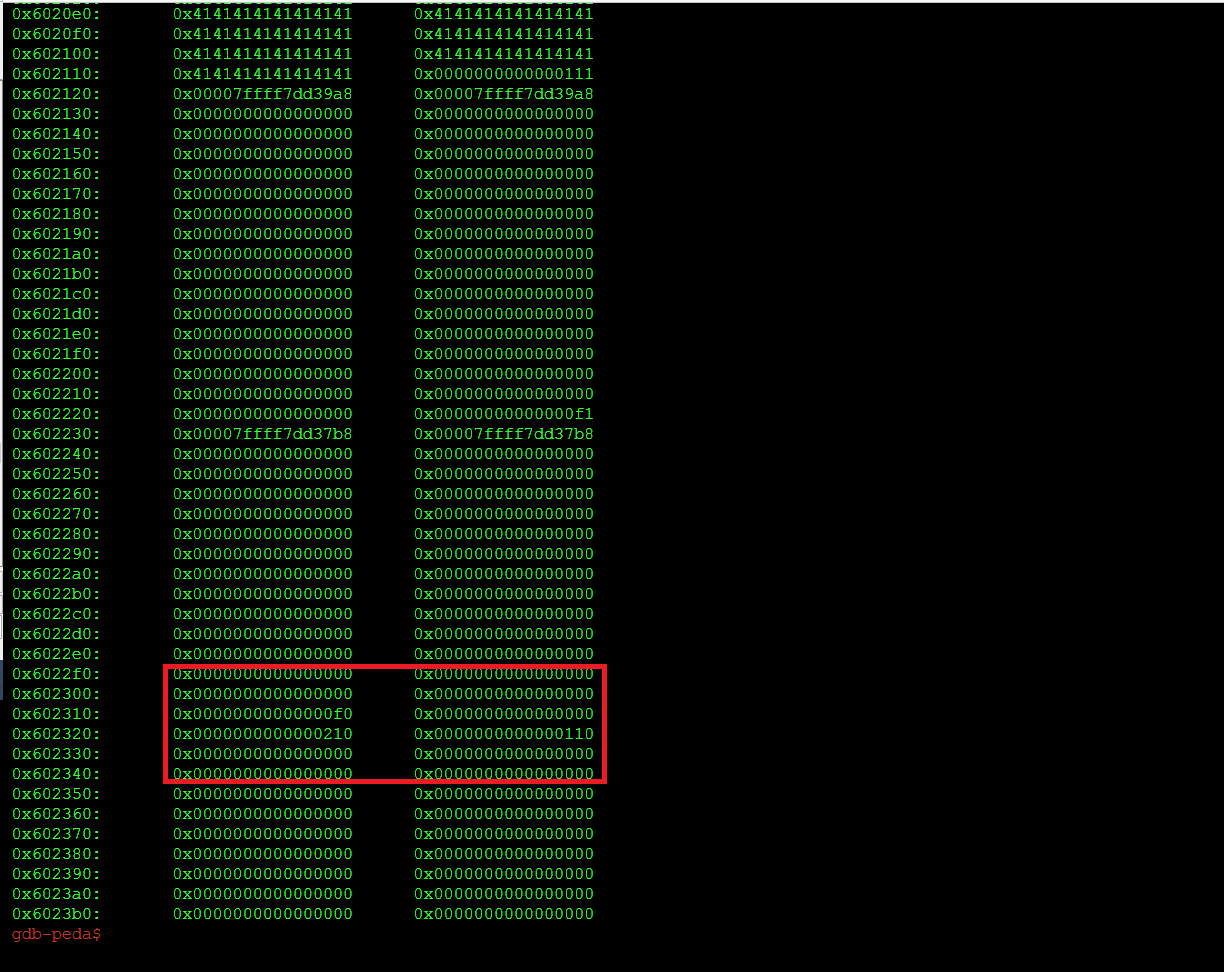 0x6020e0: 0x4141414141414141 0x4141414141414141
0x6020f0: 0x4141414141414141 0x4141414141414141
0x602100: 0x4141414141414141 0x4141414141414141
0x602110: 0x4141414141414141 0x0000000000000111
0x602120: 0x00007ffff7dd39a8 0x00007ffff7dd39a8
0x602130: 0x0000000000000000 0x0000000000000000
0x602140: 0x0000000000000000 0x0000000000000000
0x602150: 0x0000000000000000 0x0000000000000000
0x602160: 0x0000000000000000 0x0000000000000000
0x602170: 0x0000000000000000 0x0000000000000000
0x602180: 0x0000000000000000 0x0000000000000000
0x602190: 0x0000000000000000 0x0000000000000000
0x6021a0: 0x0000000000000000 0x0000000000000000
0x6021b0: 0x0000000000000000 0x0000000000000000
0x6021c0: 0x0000000000000000 0x0000000000000000
0x6021d0: 0x0000000000000000 0x0000000000000000
0x6021e0: 0x0000000000000000 0x0000000000000000
0x6021f0: 0x0000000000000000 0x0000000000000000
0x602200: 0x0000000000000000 0x0000000000000000
0x602210: 0x0000000000000000 0x0000000000000000
0x602220: 0x0000000000000000 0x00000000000000f1
0x602230: 0x00007ffff7dd37b8 0x00007ffff7dd37b8
0x602240: 0x0000000000000000 0x0000000000000000
0x602250: 0x0000000000000000 0x0000000000000000
0x602260: 0x0000000000000000 0x0000000000000000
0x602270: 0x0000000000000000 0x0000000000000000
0x602280: 0x0000000000000000 0x0000000000000000
0x602290: 0x0000000000000000 0x0000000000000000
0x6022a0: 0x0000000000000000 0x0000000000000000
0x6022b0: 0x0000000000000000 0x0000000000000000
0x6022c0: 0x0000000000000000 0x0000000000000000
0x6022d0: 0x0000000000000000 0x0000000000000000
0x6022e0: 0x0000000000000000 0x0000000000000000
0x6022f0: 0x0000000000000000 0x0000000000000000
0x602300: 0x0000000000000000 0x0000000000000000
0x602310: 0x00000000000000f0 0x0000000000000000
0x602320: 0x0000000000000210 0x0000000000000110
0x602330: 0x0000000000000000 0x0000000000000000
0x602340: 0x0000000000000000 0x0000000000000000
0x602350: 0x0000000000000000 0x0000000000000000
0x602360: 0x0000000000000000 0x0000000000000000
0x602370: 0x0000000000000000 0x0000000000000000
0x602380: 0x0000000000000000 0x0000000000000000
0x602390: 0x0000000000000000 0x0000000000000000
0x6023a0: 0x0000000000000000 0x0000000000000000
0x6023b0: 0x0000000000000000 0x0000000000000000
gdb-peda$